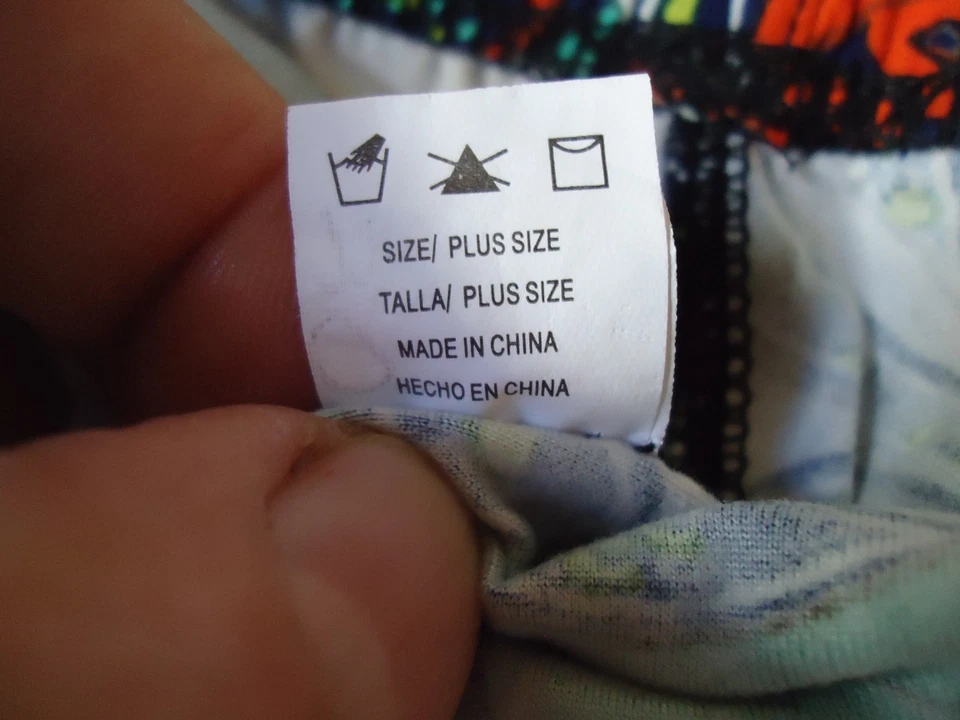 SIZE/ PLUS SIZE
TALLA/ PLUS SIZE
MADE IN CHINA
HECHO EN CHINA